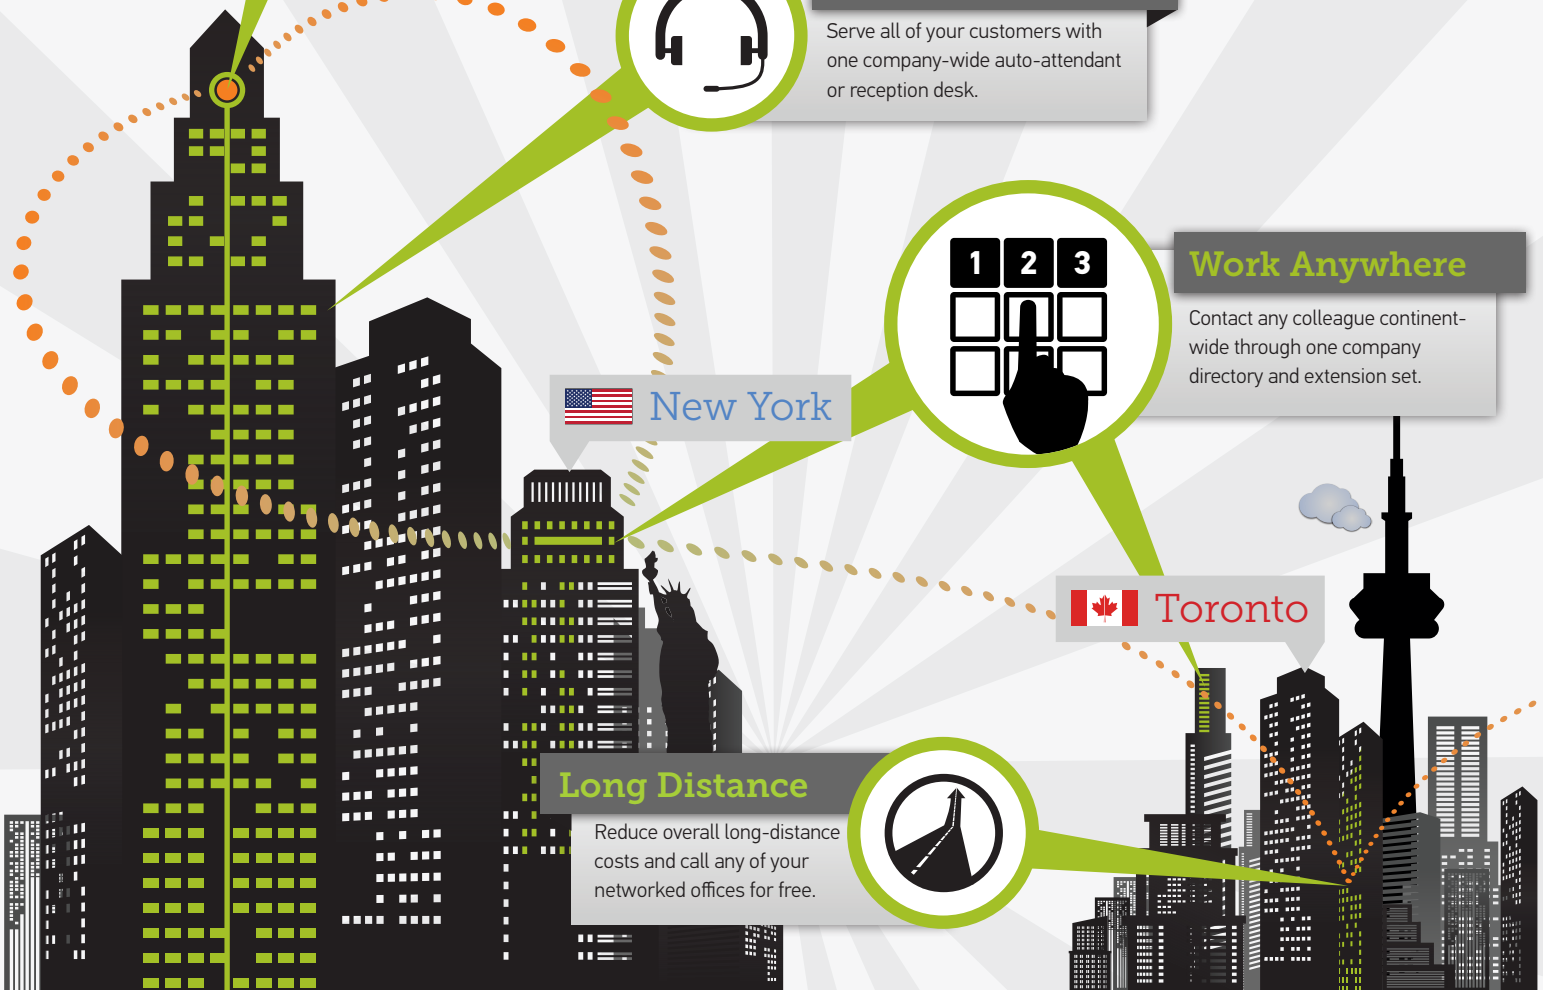 Serve all of your customers with
one company-wide auto-attendant
or reception desk.
1 2 3
Work Anywhere
Contact any colleague continent-
wide through one company
directory and extension set.
New York
Toronto
Long Distance
Reduce overall long-distance
costs and call any of your
networked offices for free.